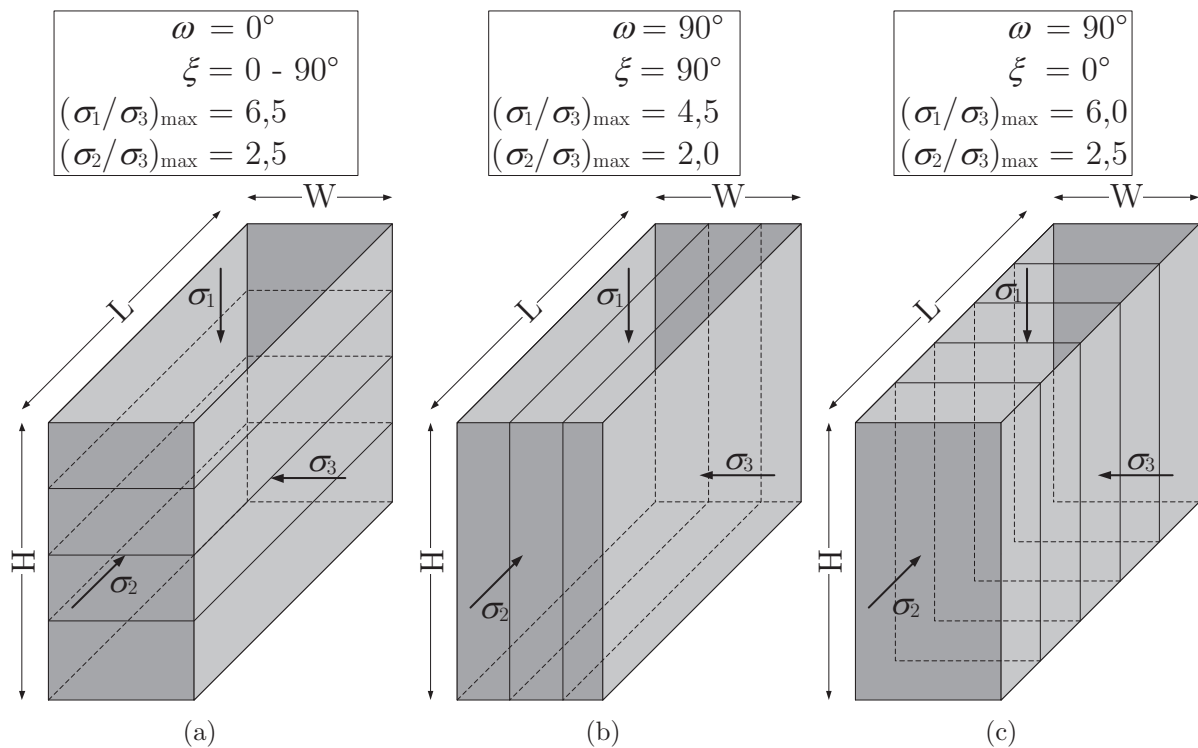 ω = 0°
ξ = 0 - 90°
(σ1/σ3)max = 6,5
(σ2/σ3)max = 2,5
ω = 90°
ξ = 90°
(σ1/σ3)max = 4,5
(σ2/σ3)max = 2,0
ω = 90°
ξ = 0°
(σ1/σ3)max = 6,0
(σ2/σ3)max = 2,5
W
L
σ1
σ3
H
σ2
(a)
W
L
σ1
σ3
H
σ2
(b)
W
L
σ1
σ3
H
σ2
(c)